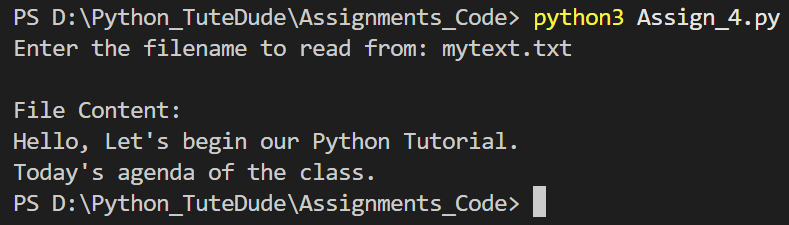 PS D:\Python_TuteDude\Assignments_Code> python3 Assign_4.py
Enter the filename to read from: mytext.txt
File Content:
Hello, Let's begin our Python Tutorial.
Today's agenda of the class.
PS D:\Python_TuteDude\Assignments_Code>